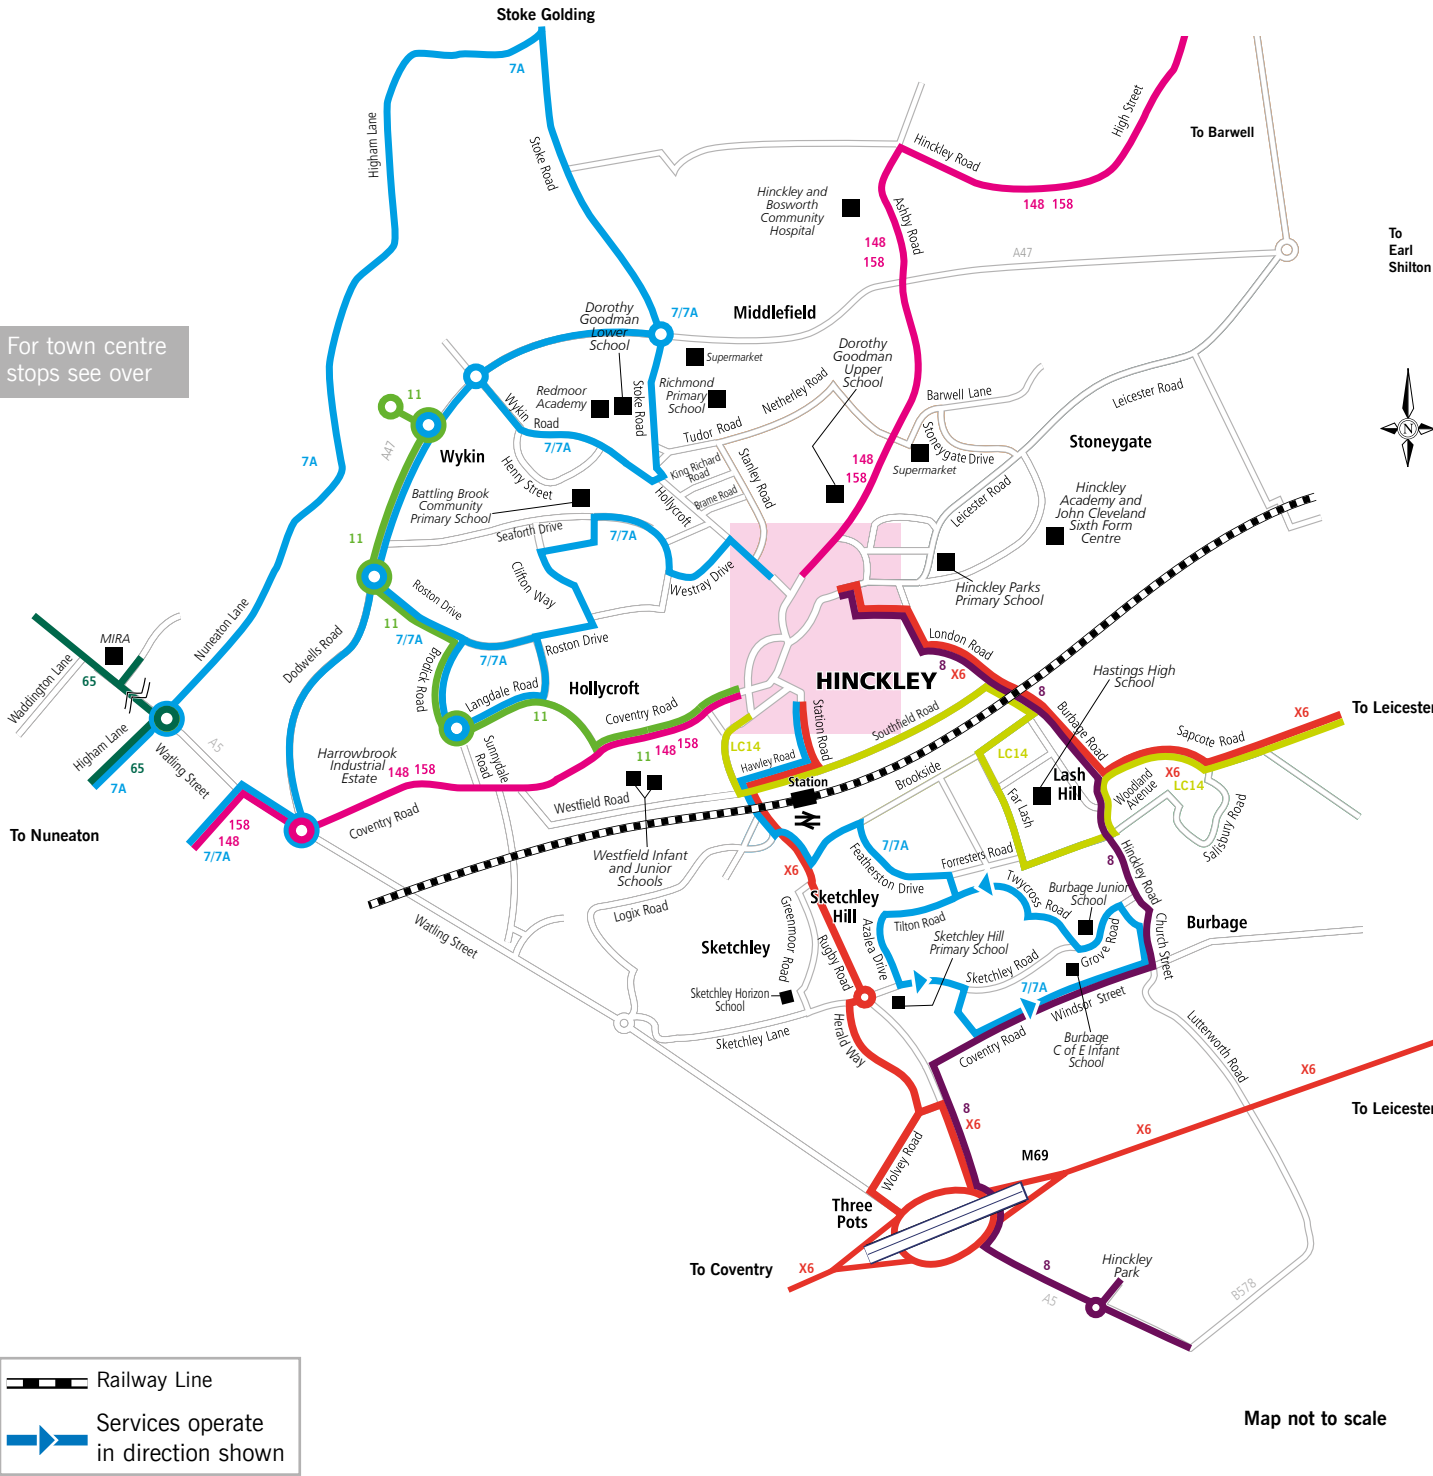 Stoke Golding
7A
Higham Lane
Stoke Road
High Street
To Barwell
Hinckley Road
148 158
Hinckley and
Bosworth
Community
Hospital
Ashby Road
148
158
A47
To
Earl
Shilton
For town centre
stops see over
7/7A
Middlefield
Dorothy
Goodman
Lower
School
Supermarket
Dorothy
Goodman
Upper
School
Redmoor
Academy
Richmond
Primary
School
Stoke Road
Netherley Road
Barwell Lane
Leicester Road
11
Wykin
Road
7/7A
Tudor Road
Stoneygate Drive
Stoneygate
N
A47
Wykin
7A
Henry Street
King Richard
Road
Stanley Road
148
158
Supermarket
Battling Brook
Community
Primary School
Brame Road
Hollycroft
Leicester Road
Hinckley
Academy and
John Cleveland
Sixth Form
Centre
Seaforth Drive
7/7A
11
Clifton Way
Westray Drive
Hinckley Parks
Primary School
Roston Drive
11
7/7A
Nuneaton Lane
Dodwells Road
MIRA
65
Waddington Lane
Roston Drive
7/7A
Brodick Road
Langdale Road
Hollycroft
London Road
8
X6
HINCKLEY
Hastings High
School
8
11
Coventry Road
148 158
11
Station Road
Southfield Road
Burbage Road
X6
To Leicester
Sapcote Road
A5
Higham Lane
65
7A
Watling Street
Harrowbrook
Industrial
Estate
148 158
Sunnydale
Road
LC14
Hawley Road
Station
Brookside
LC14
Lash
Hill
X6
LC14
Woodland
Avenue
Far Lash
Salisbury Road
To Nuneaton
158
148
7/7A
Coventry Road
Westfield Road
Westfield Infant
and Junior
Schools
X6
7/7A
Featherston Drive
Forresters Road
8
Hinckley Road
Twycross Road
Burbage Junior
School
Burbage
Logix Road
Watling Street
Greenmoor Road
Sketchley
Hill
Tilton Road
Azalea Drive
Sketchley Hill
Primary School
Sketchley
Rugby Road
Sketchley Road
Grove Road
Church Street
Sketchley Horizon
School
7/7A
Windsor Street
Sketchley Lane
Herald Way
Coventry Road
Burbage
C of E Infant
School
Lutterworth Road
X6
8
X6
X6
To Leicester
M69
Wolvey Road
Three
Pots
To Coventry
X6
8
Hinckley
Park
A5
B578
Railway Line
Services operate
in direction shown
Map not to scale